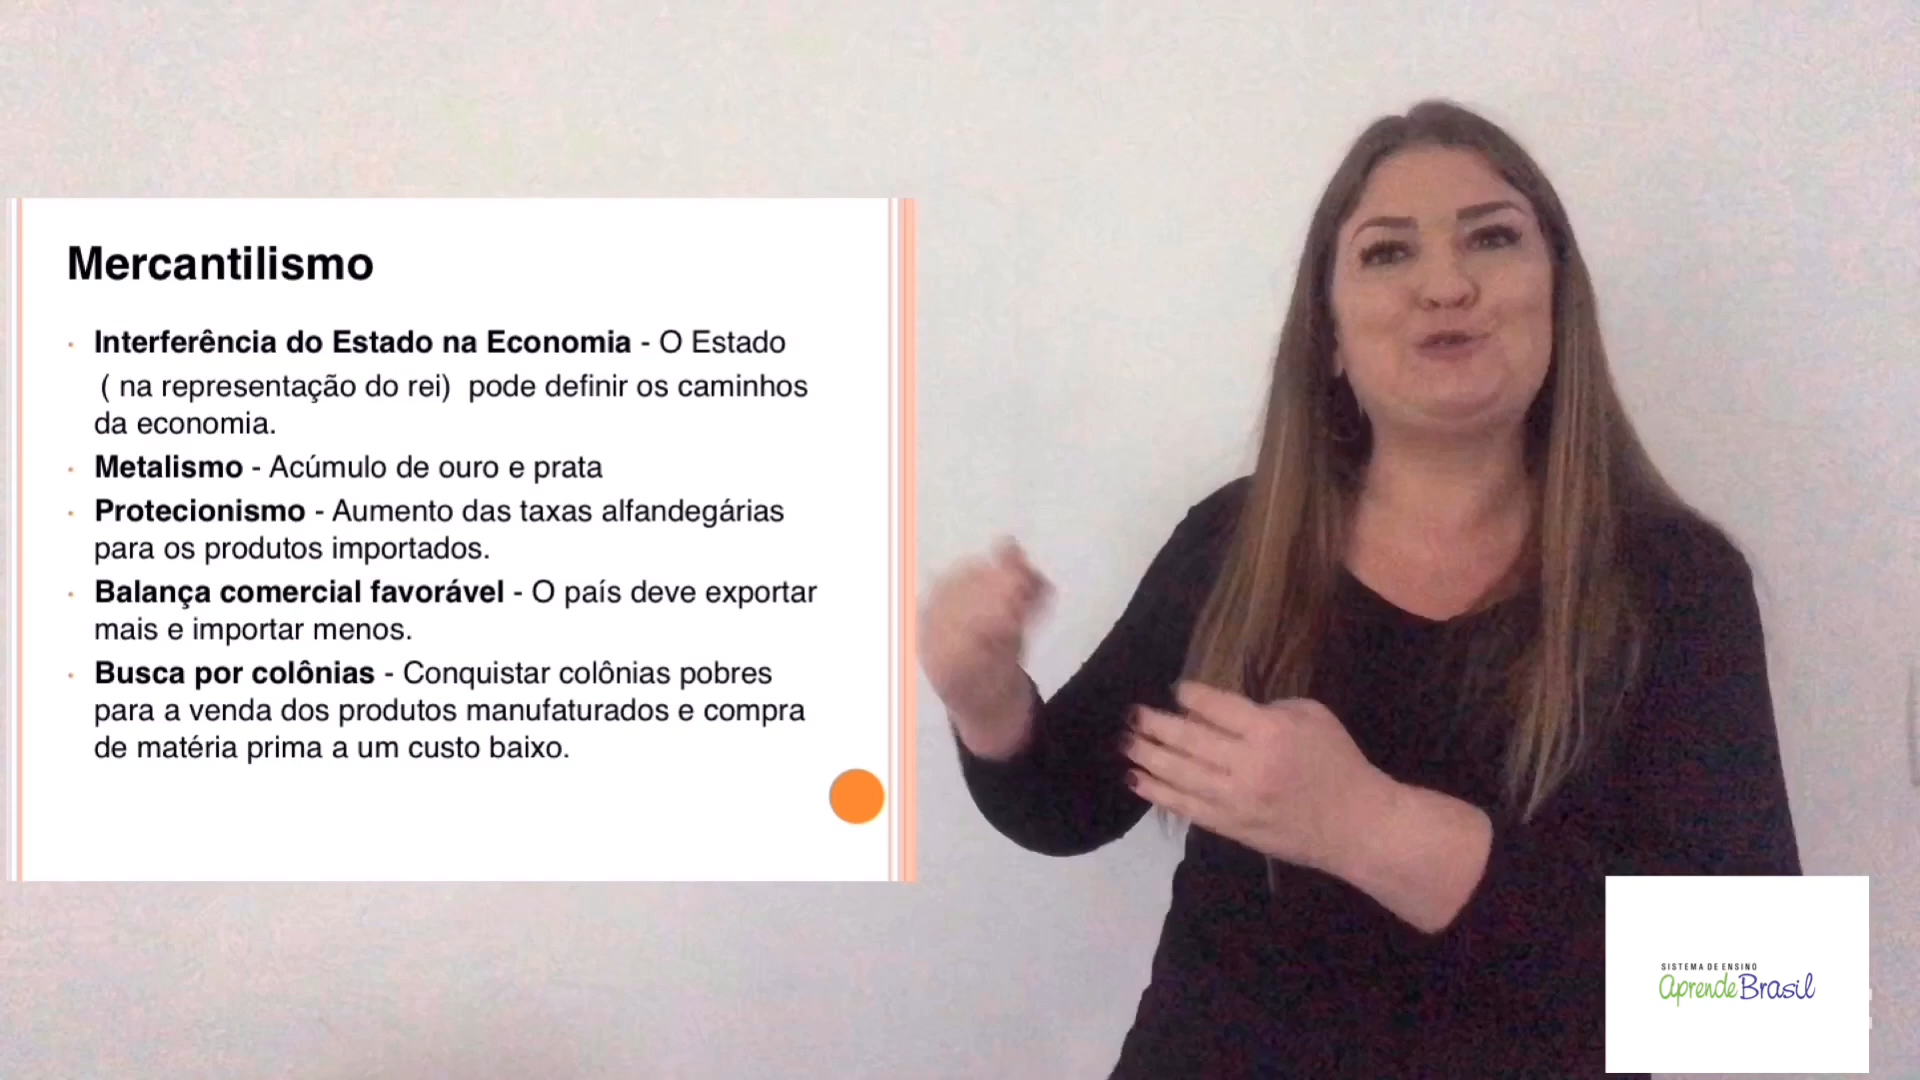 Mercantilismo
· Interferência do Estado na Economia - O Estado
( na representação do rei)  pode definir os caminhos
da economia.
· Metalismo - Acúmulo de ouro e prata
· Protecionismo - Aumento das taxas alfandegárias
para os produtos importados.
· Balança comercial favorável - O país deve exportar
mais e importar menos.
· Busca por colônias - Conquistar colônias pobres
para a venda dos produtos manufaturados e compra
de matéria prima a um custo baixo.
SISTEMA DE ENSINO
aprende Brasil